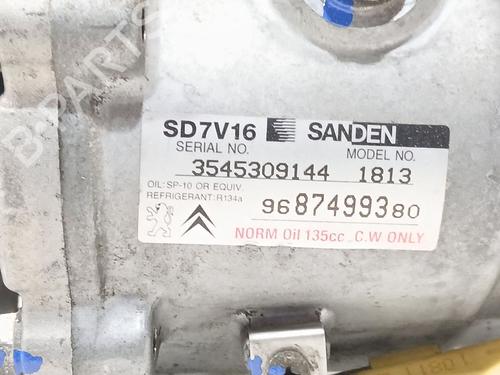 B-PARTS
SD7V16 SANDEN
SERIAL NO. MODEL NO.
3545309144 1813
OIL: SP-10 OR EQUIV.
REFRIGERANT: R134a
9687499380
NORM Oil 135cc C.W ONLY